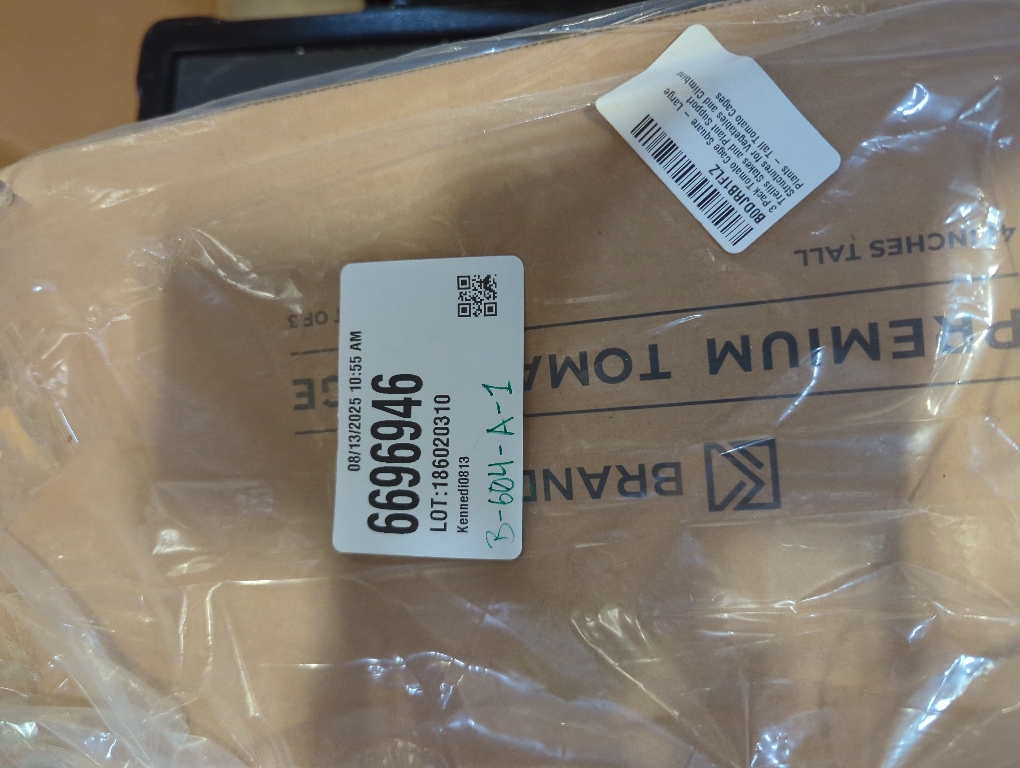 08/13/2025 10:55 AM
6696946
LOT:186020310
Kennedi0813
B-604-A-1
B0DJRB1FLZ
3 Pack Tomato Cage Square – Large
Trellis Stakes and Plant Support
Structures for Vegetables and Climbing
Plants – Tall Tomato Cages
INCHES TALL
OF 3
PREMIUM TOMA
BRAND